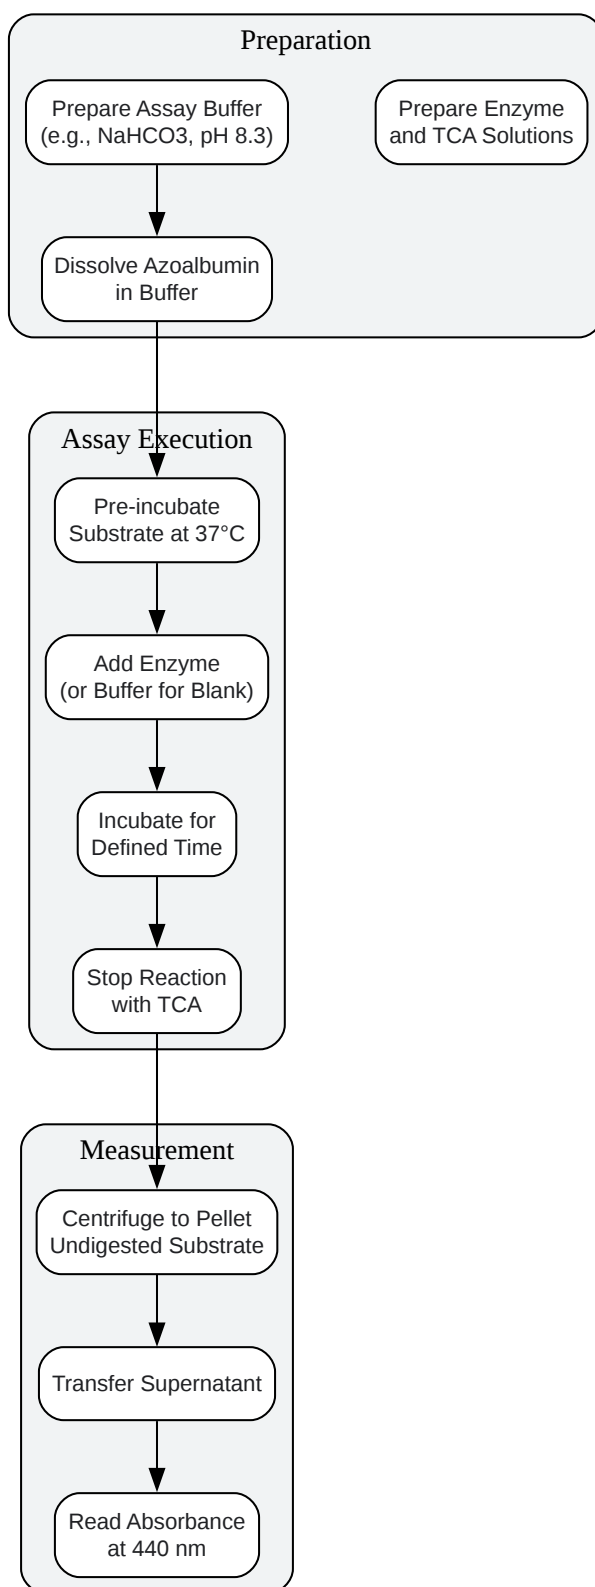 Preparation
Prepare Assay Buffer
(e.g., NaHCO3, pH 8.3)
Prepare Enzyme
and TCA Solutions
Dissolve Azoalbumin
in Buffer
Assay Execution
Pre-incubate
Substrate at 37°C
Add Enzyme
(or Buffer for Blank)
Incubate for
Defined Time
Stop Reaction
with TCA
Measurement
Centrifuge to Pellet
Undigested Substrate
Transfer Supernatant
Read Absorbance
at 440 nm